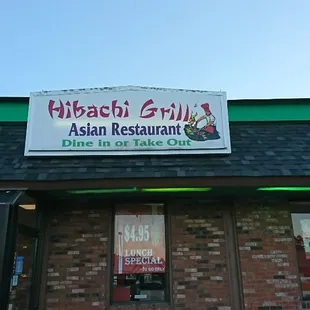 Hibachi Grill
Asian Restaurant
Dine in or Take Out
$4.95
LUNCH
SPECIAL